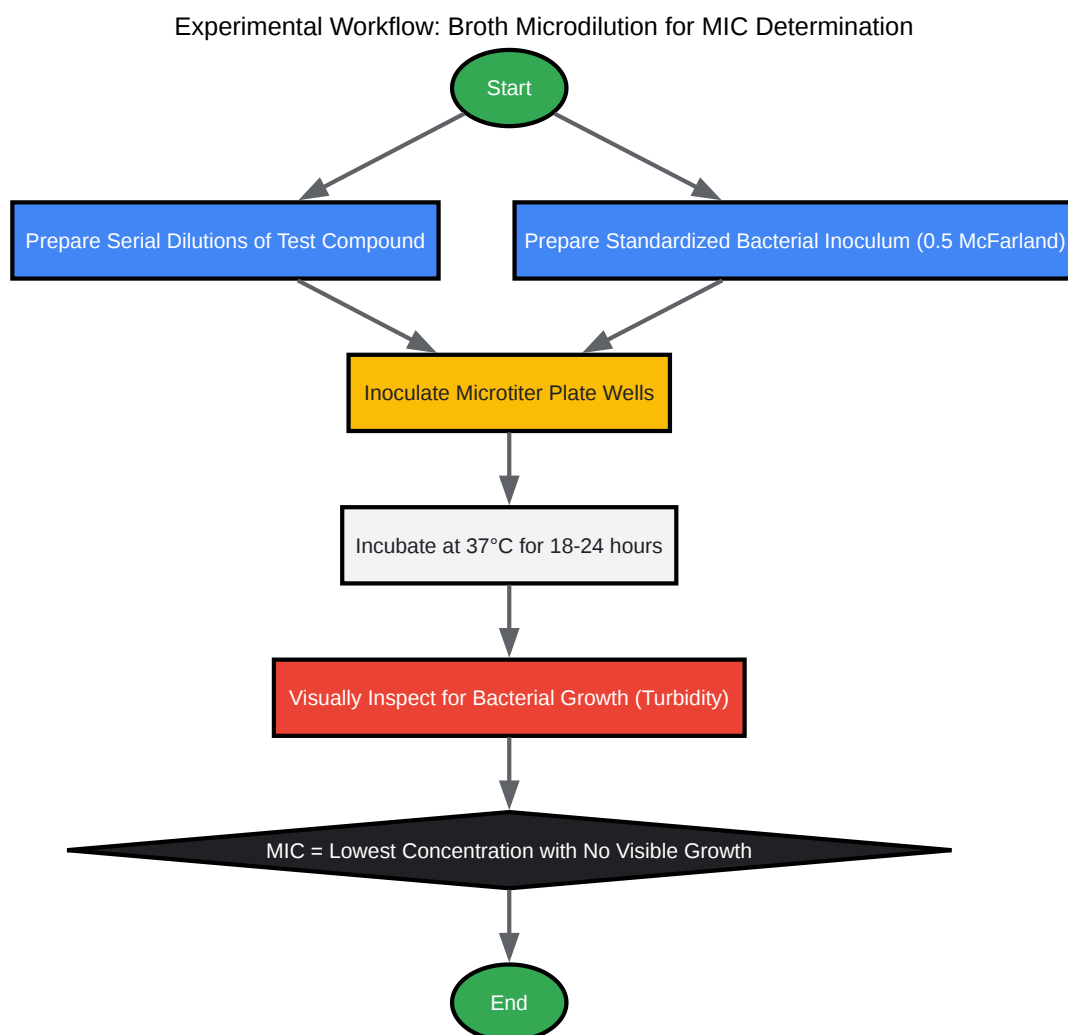 Experimental Workflow: Broth Microdilution for MIC Determination
Start
Prepare Serial Dilutions of Test Compound
Prepare Standardized Bacterial Inoculum (0.5 McFarland)
Inoculate Microtiter Plate Wells
Incubate at 37°C for 18-24 hours
Visually Inspect for Bacterial Growth (Turbidity)
MIC = Lowest Concentration with No Visible Growth
End